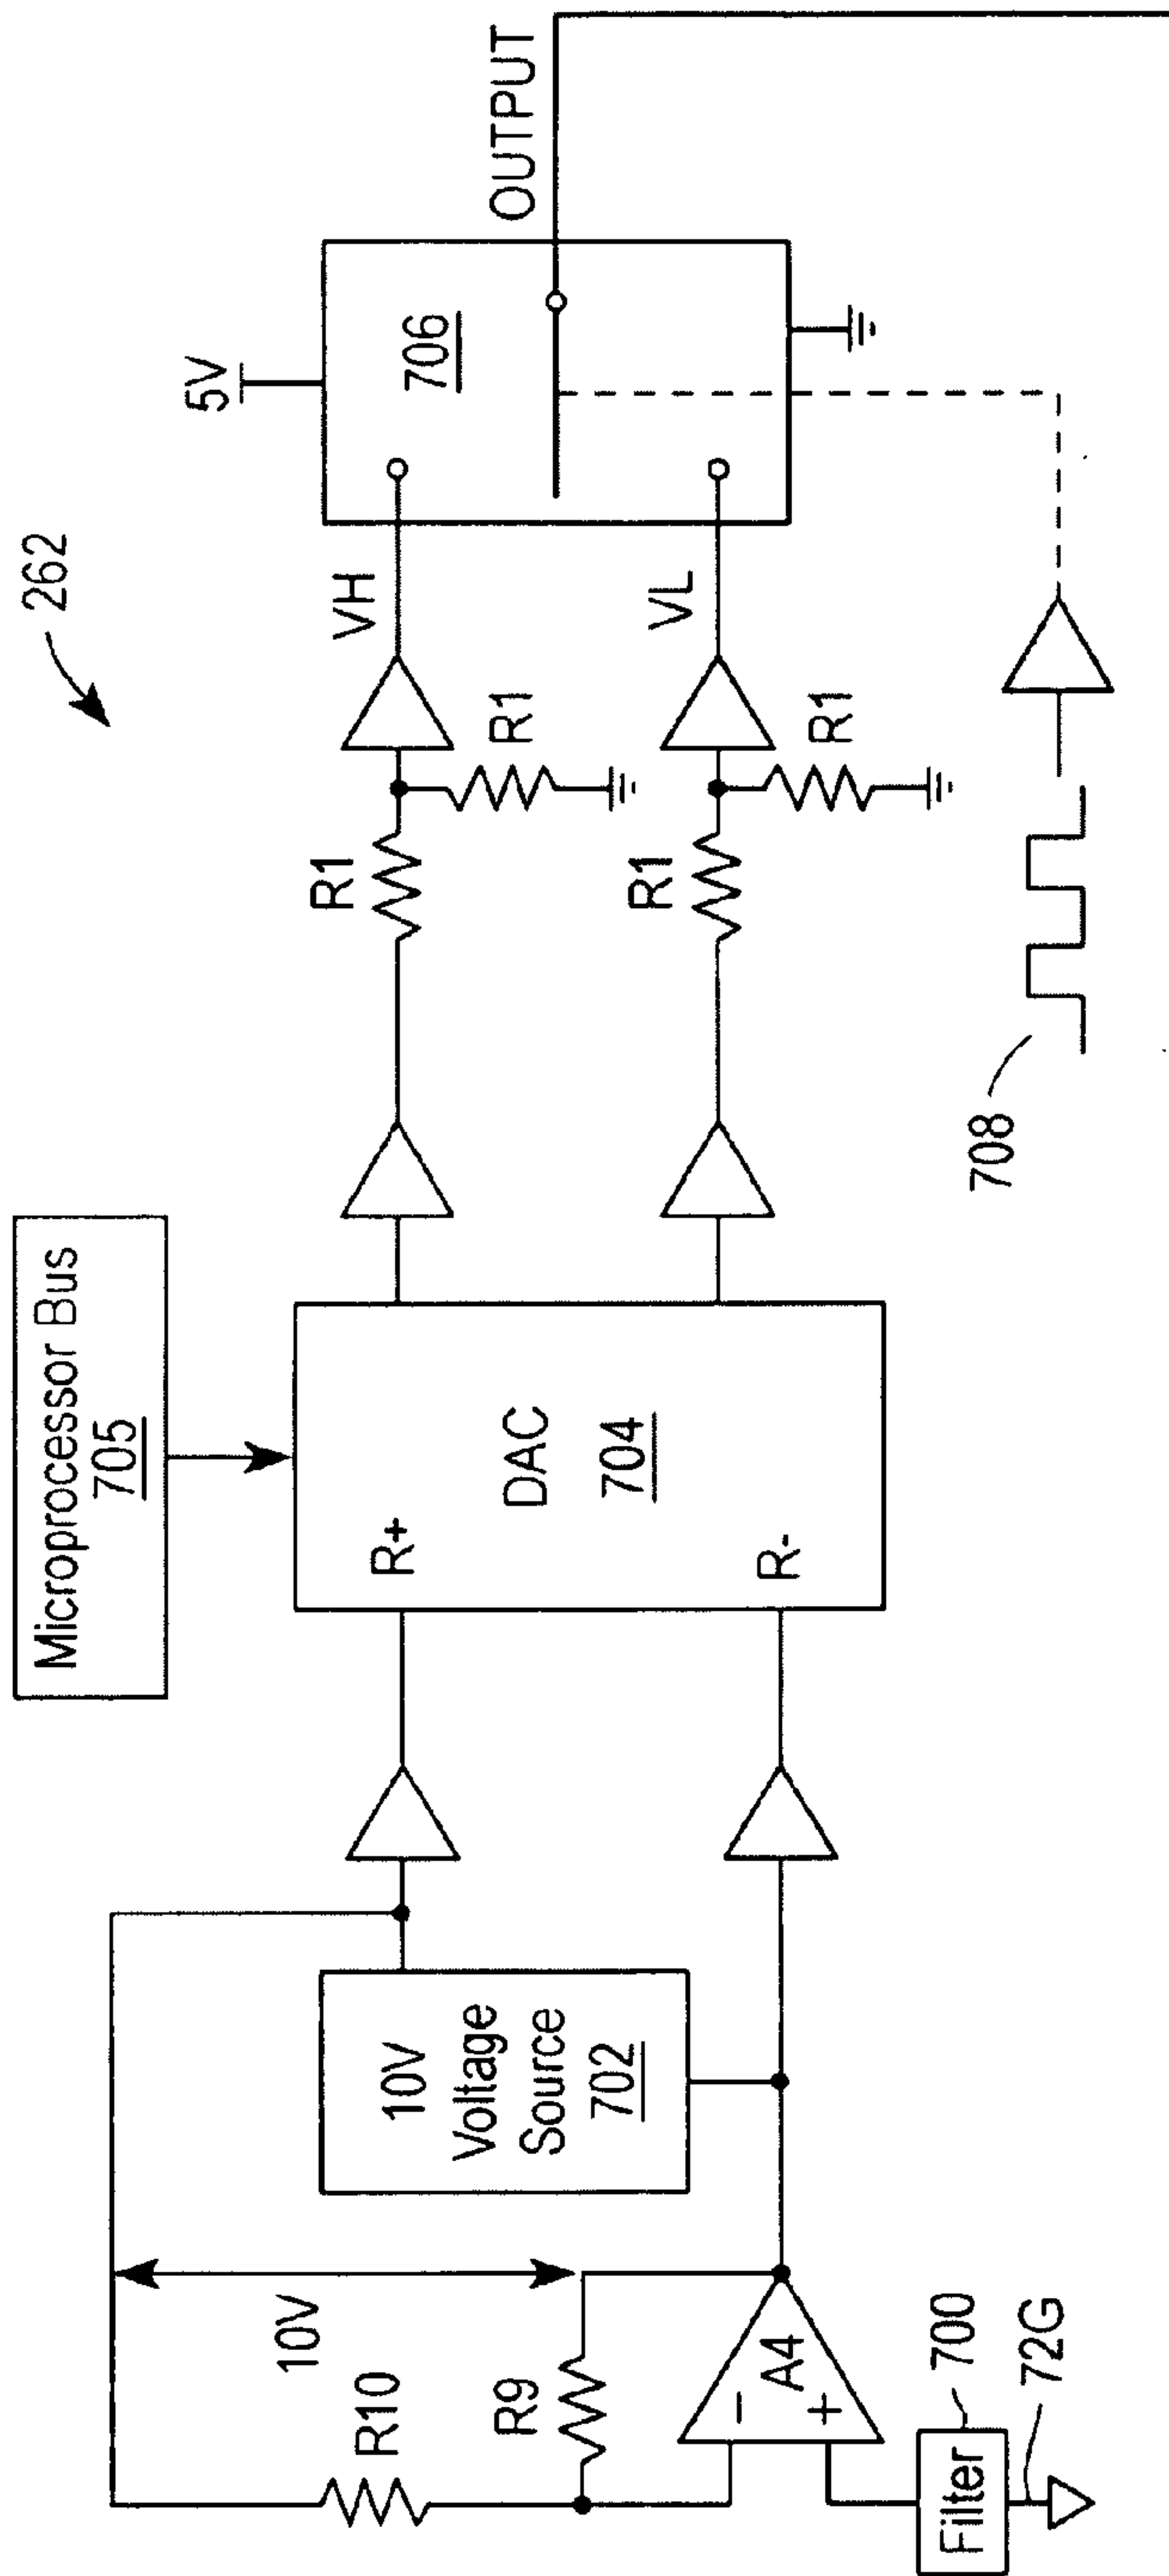 262
Microprocessor Bus
705
5V
OUTPUT
706
VH
VL
R1
R1
R1
R1
R+
R-
DAC
704
10V
Voltage
Source
702
10V
R10
R9
A4
−
+
Filter
700
72G
708